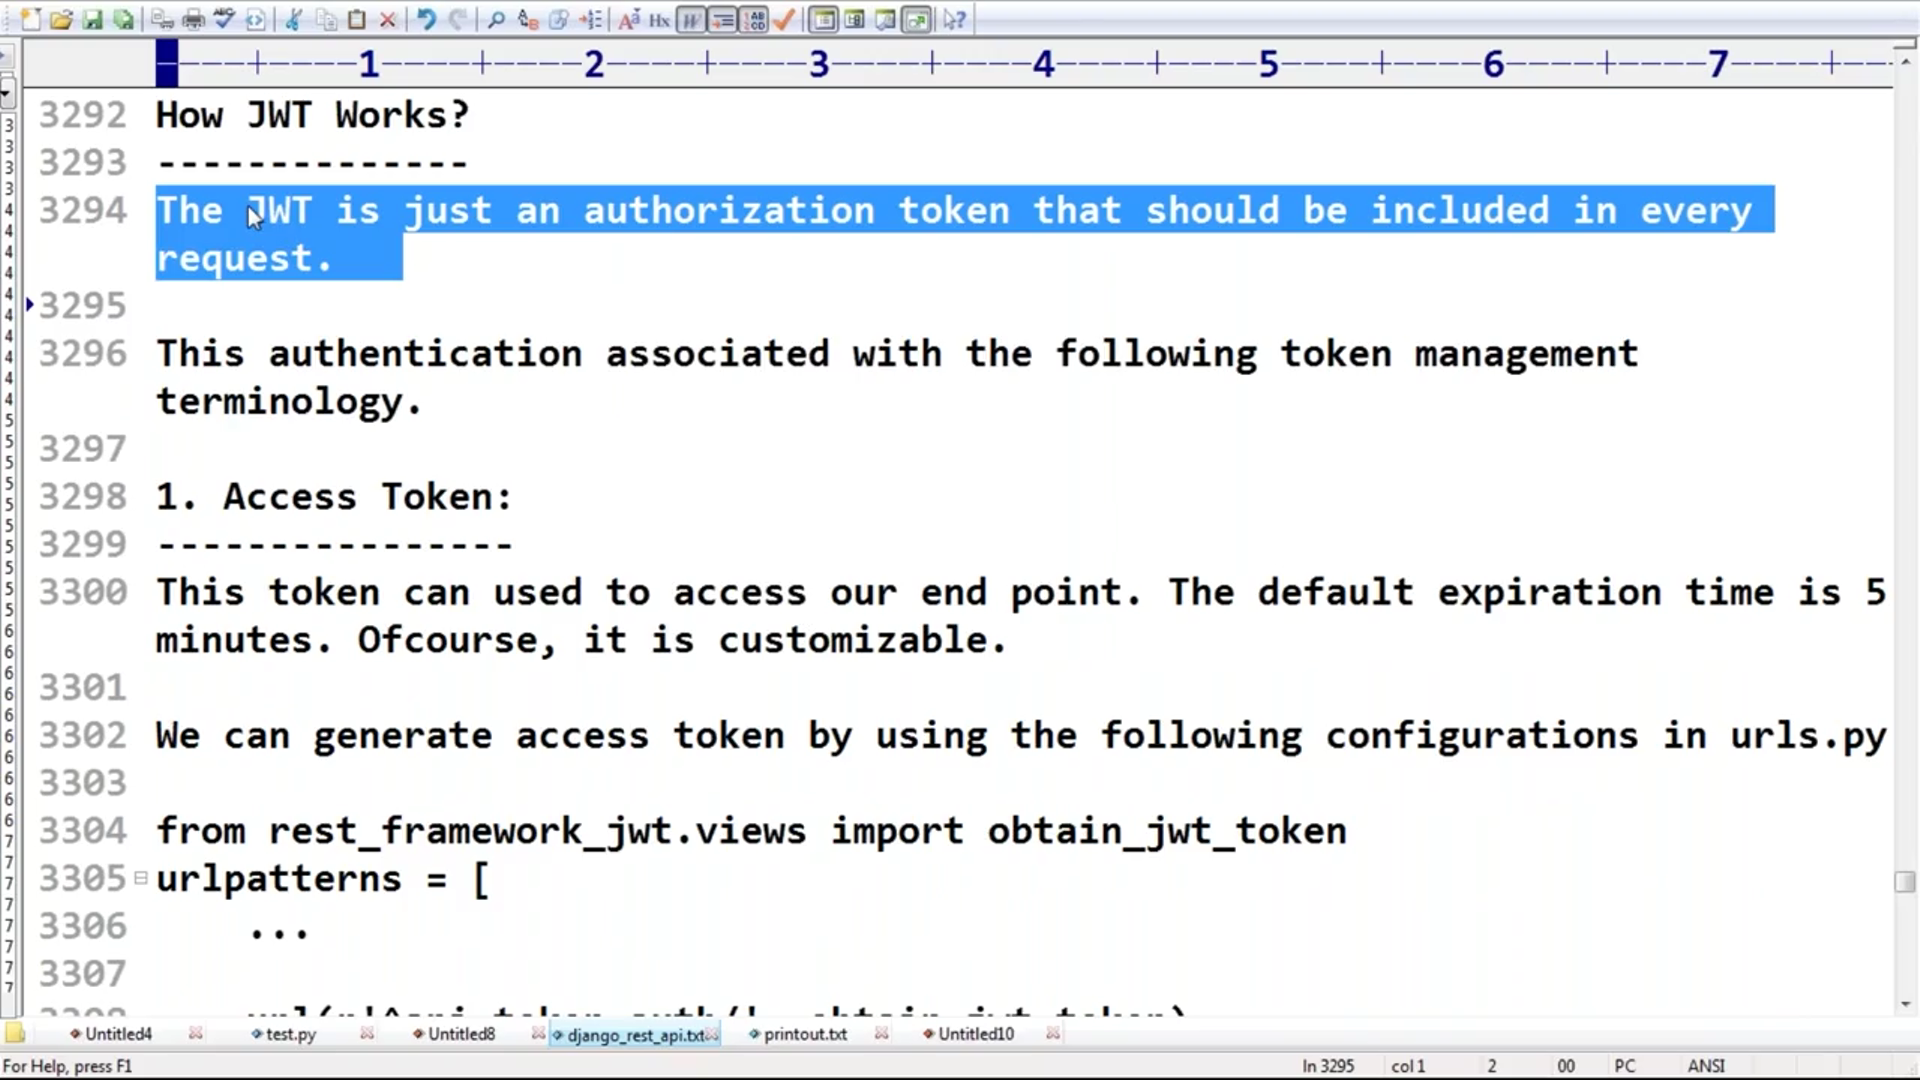 1 2 3 4 5 6 7
3292 How JWT Works?
3293 --------------
3294 The JWT is just an authorization token that should be included in every
request.
3295
3296 This authentication associated with the following token management
terminology.
3297
3298 1. Access Token:
3299 ----------------
3300 This token can used to access our end point. The default expiration time is 5
minutes. Ofcourse, it is customizable.
3301
3302 We can generate access token by using the following configurations in urls.py
3303
3304 from rest_framework_jwt.views import obtain_jwt_token
3305 urlpatterns = [
3306 ...
3307
Untitled4 test.py Untitled8 django_rest_api.txt printout.txt Untitled10
For Help, press F1 ln 3295 col 1 2 00 PC ANSI